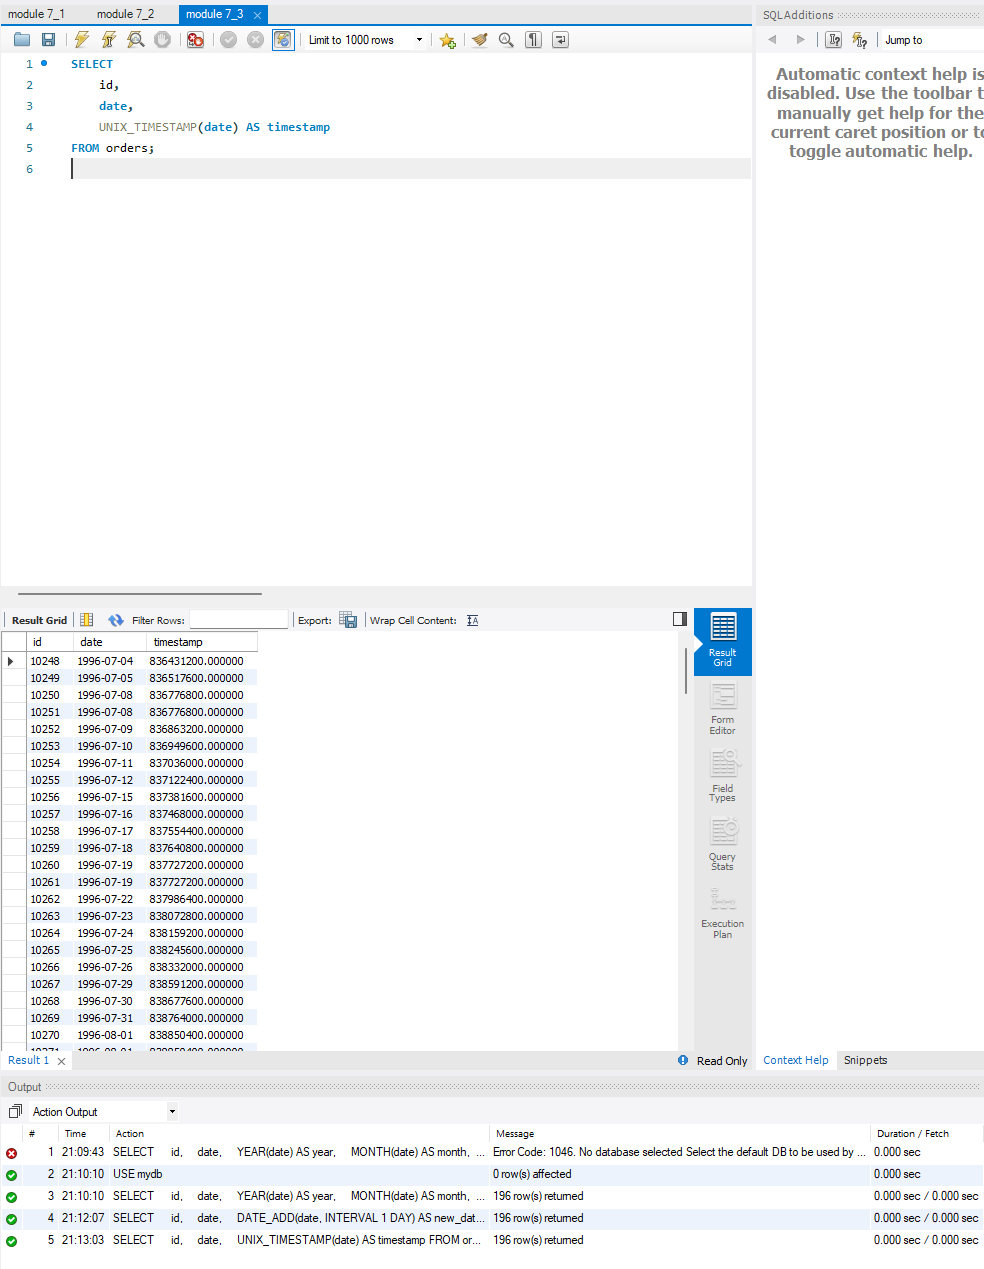 module 7_1 module 7_2 module 7_3
SQLAdditions
Limit to 1000 rows
Jump to
1 SELECT
2 id,
3 date,
4 UNIX_TIMESTAMP(date) AS timestamp
5 FROM orders;
6
Automatic context help is
disabled. Use the toolbar t
manually get help for the
current caret position or to
toggle automatic help.
Result Grid Filter Rows: Export: Wrap Cell Content:
id date timestamp
10248 1996-07-04 836431200.000000
10249 1996-07-05 836517600.000000
10250 1996-07-08 836776800.000000
10251 1996-07-08 836776800.000000
10252 1996-07-09 836863200.000000
10253 1996-07-10 836949600.000000
10254 1996-07-11 837036000.000000
10255 1996-07-12 837122400.000000
10256 1996-07-15 837381600.000000
10257 1996-07-16 837468000.000000
10258 1996-07-17 837554400.000000
10259 1996-07-18 837640800.000000
10260 1996-07-19 837727200.000000
10261 1996-07-19 837727200.000000
10262 1996-07-22 837986400.000000
10263 1996-07-23 838072800.000000
10264 1996-07-24 838159200.000000
10265 1996-07-25 838245600.000000
10266 1996-07-26 838332000.000000
10267 1996-07-29 838591200.000000
10268 1996-07-30 838677600.000000
10269 1996-07-31 838764000.000000
10270 1996-08-01 838850400.000000
Result
Grid
Form
Editor
Field
Types
Query
Stats
Execution
Plan
Result 1
Read Only
Context Help Snippets
Output
Action Output
# Time Action Message Duration / Fetch
1 21:09:43 SELECT id, date, YEAR(date) AS year, MONTH(date) AS month, ... Error Code: 1046. No database selected Select the default DB to be used by ... 0.000 sec
2 21:10:10 USE mydb 0 row(s) affected 0.000 sec
3 21:10:10 SELECT id, date, YEAR(date) AS year, MONTH(date) AS month, ... 196 row(s) returned 0.000 sec / 0.000 sec
4 21:12:07 SELECT id, date, DATE_ADD(date, INTERVAL 1 DAY) AS new_dat... 196 row(s) returned 0.000 sec / 0.000 sec
5 21:13:03 SELECT id, date, UNIX_TIMESTAMP(date) AS timestamp FROM or... 196 row(s) returned 0.000 sec / 0.000 sec